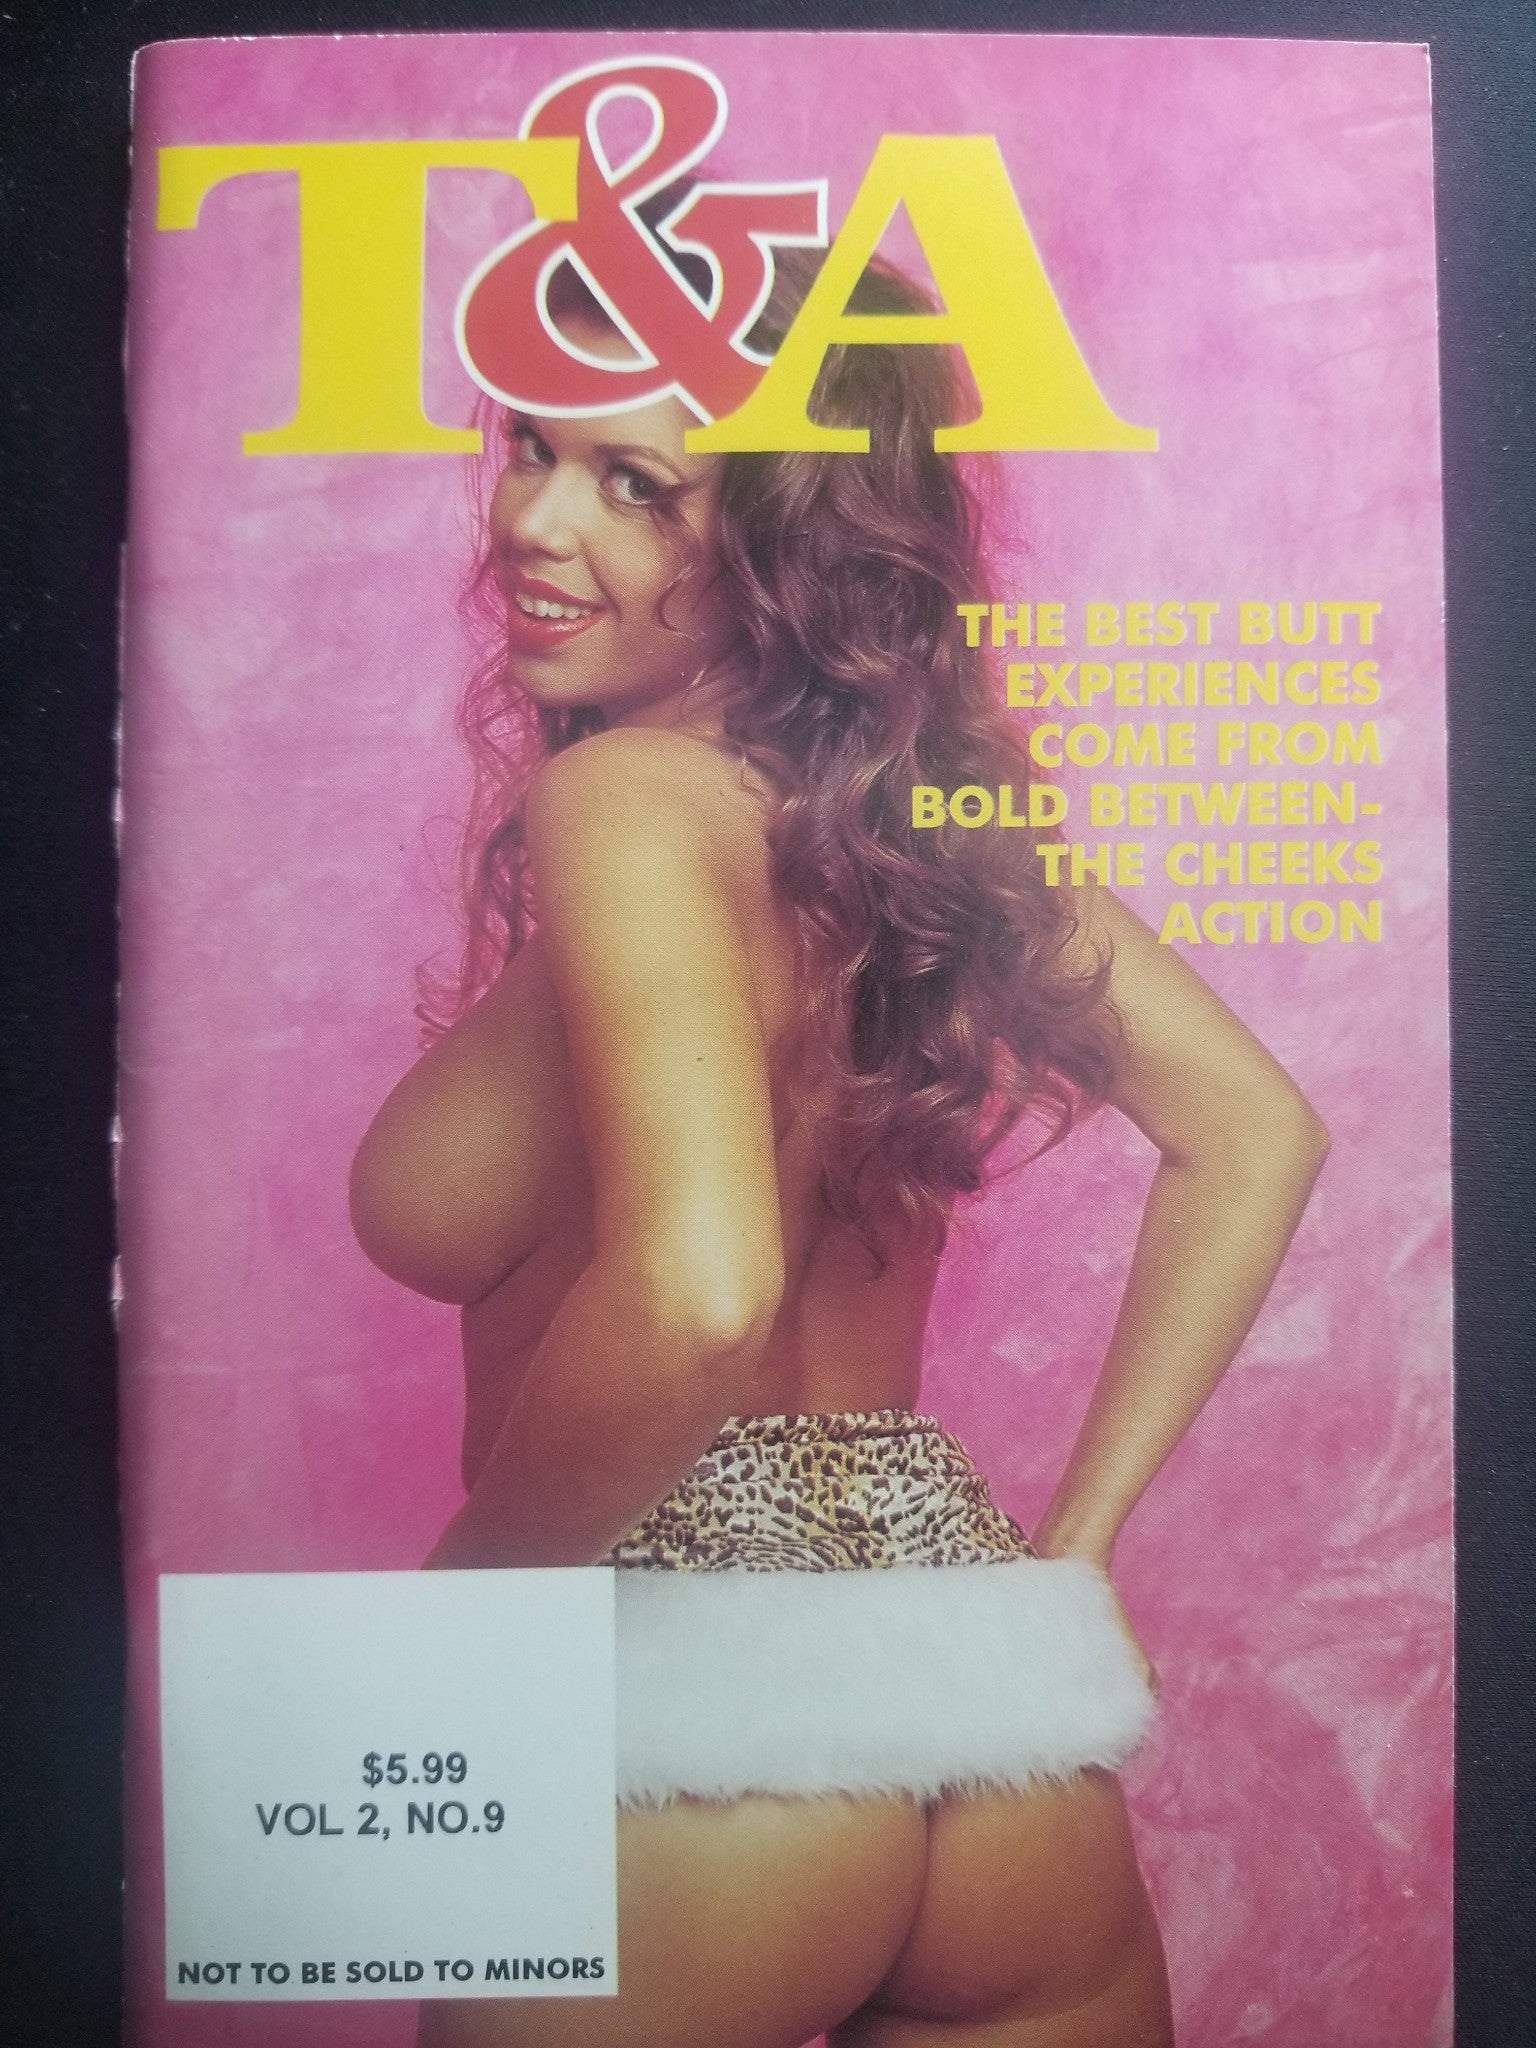 T&A
THE BEST BUTT
EXPERIENCES
COME FROM
BOLD BETWEEN-
THE CHEEKS
ACTION
$5.99
VOL 2, NO.9
NOT TO BE SOLD TO MINORS